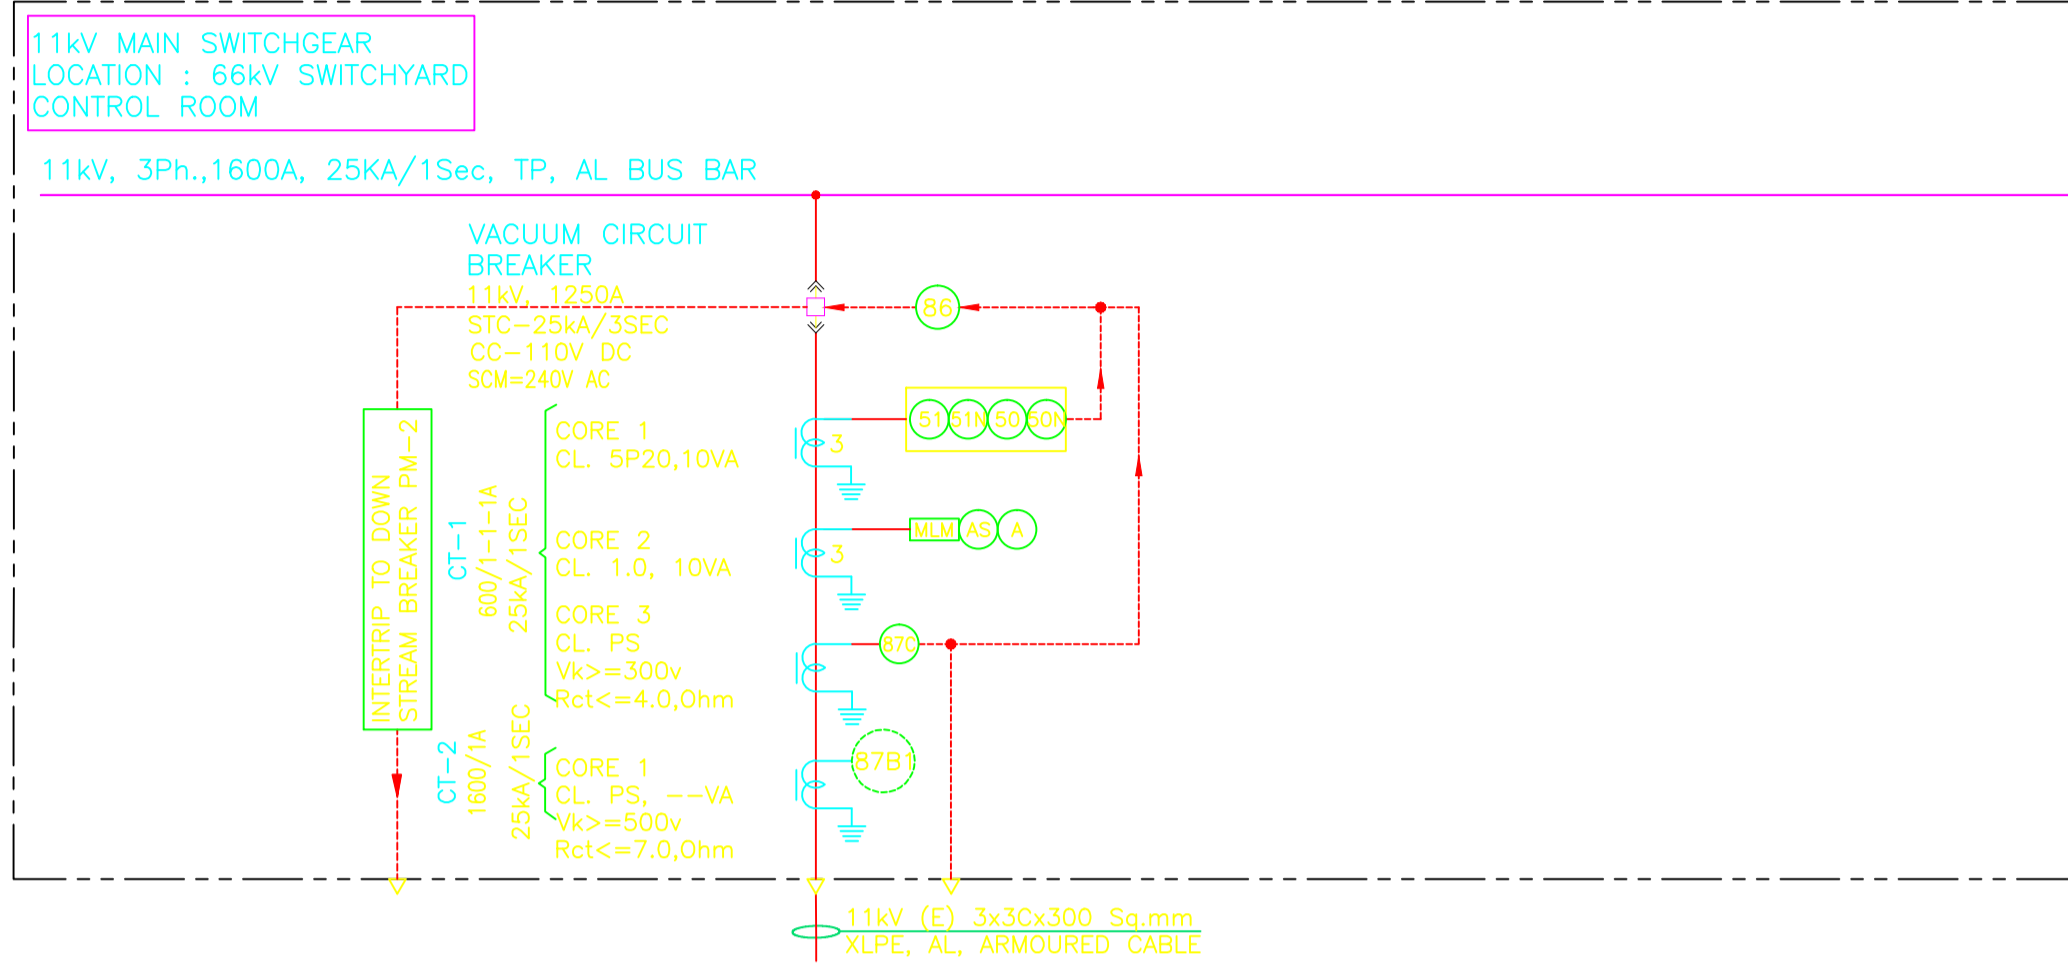 11kV MAIN SWITCHGEAR
LOCATION : 66kV SWITCHYARD
CONTROL ROOM
11kV, 3Ph.,1600A, 25KA/1Sec, TP, AL BUS BAR
VACUUM CIRCUIT
BREAKER
11kV, 1250A
STC-25kA/3SEC
CC-110V DC
SCM=240V AC
86
INTERTRIP TO DOWN
STREAM BREAKER PM-2
CT-1
600/1-1-1A
25kA/1SEC
CORE 1
CL. 5P20,10VA
3
51 51N 50 50N
CORE 2
CL. 1.0, 10VA
3
MLM AS A
CORE 3
CL. PS
Vk>=300v
Rct<=4.0,Ohm
87C
CT-2
1600/1A
25kA/1SEC
CORE 1
CL. PS, --VA
Vk>=500v
Rct<=7.0,Ohm
87B1
11kV (E) 3x3Cx300 Sq.mm
XLPE, AL, ARMOURED CABLE